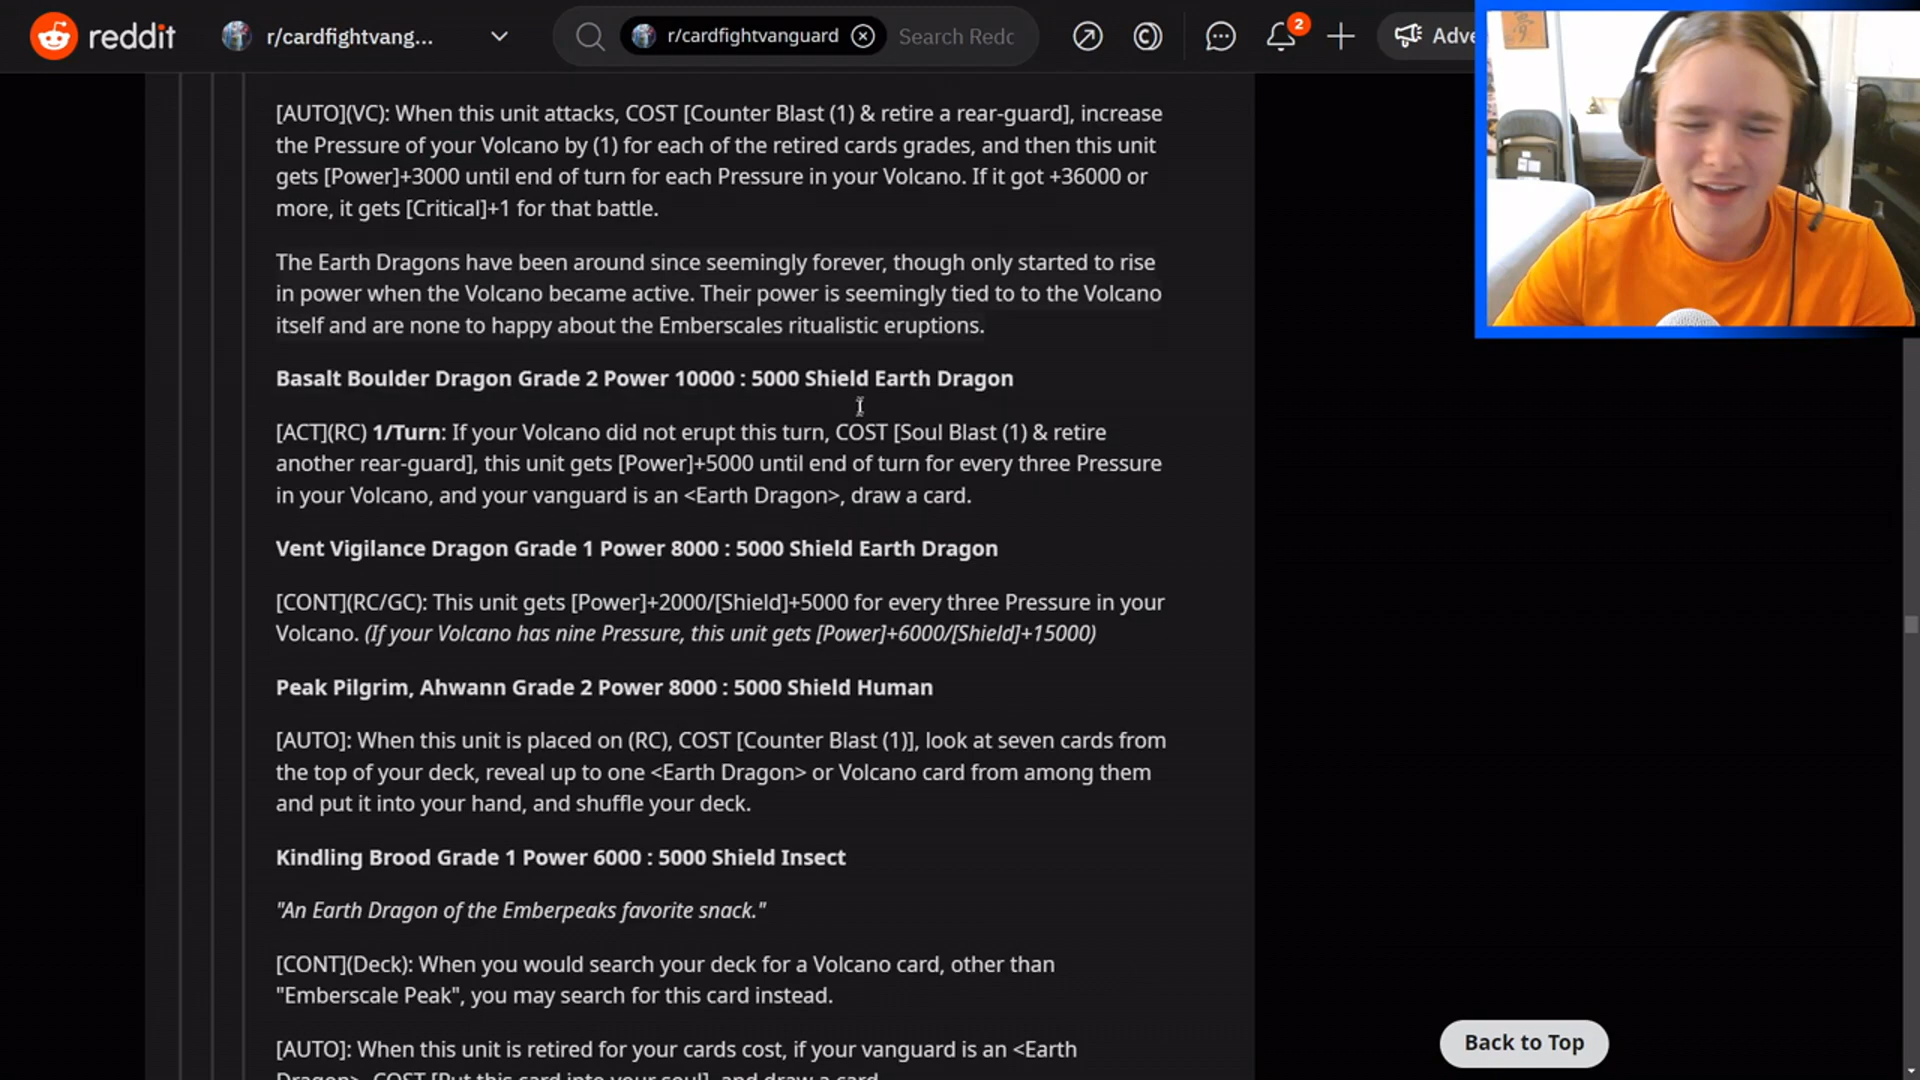 reddit
r/cardfightvang...
r/cardfightvanguard
Search Redc
2
Adve
[AUTO](VC): When this unit attacks, COST [Counter Blast (1) & retire a rear-guard], increase
the Pressure of your Volcano by (1) for each of the retired cards grades, and then this unit
gets [Power]+3000 until end of turn for each Pressure in your Volcano. If it got +36000 or
more, it gets [Critical]+1 for that battle.
The Earth Dragons have been around since seemingly forever, though only started to rise
in power when the Volcano became active. Their power is seemingly tied to to the Volcano
itself and are none to happy about the Emberscales ritualistic eruptions.
Basalt Boulder Dragon Grade 2 Power 10000 : 5000 Shield Earth Dragon
[ACT](RC) 1/Turn: If your Volcano did not erupt this turn, COST [Soul Blast (1) & retire
another rear-guard], this unit gets [Power]+5000 until end of turn for every three Pressure
in your Volcano, and your vanguard is an <Earth Dragon>, draw a card.
Vent Vigilance Dragon Grade 1 Power 8000 : 5000 Shield Earth Dragon
[CONT](RC/GC): This unit gets [Power]+2000/[Shield]+5000 for every three Pressure in your
Volcano. (If your Volcano has nine Pressure, this unit gets [Power]+6000/[Shield]+15000)
Peak Pilgrim, Ahwann Grade 2 Power 8000 : 5000 Shield Human
[AUTO]: When this unit is placed on (RC), COST [Counter Blast (1)], look at seven cards from
the top of your deck, reveal up to one <Earth Dragon> or Volcano card from among them
and put it into your hand, and shuffle your deck.
Kindling Brood Grade 1 Power 6000 : 5000 Shield Insect
"An Earth Dragon of the Emberpeaks favorite snack."
[CONT](Deck): When you would search your deck for a Volcano card, other than
"Emberscale Peak", you may search for this card instead.
[AUTO]: When this unit is retired for your cards cost, if your vanguard is an <Earth
Dragon>, COST [Put this card into your soul], and draw a card.
Back to Top